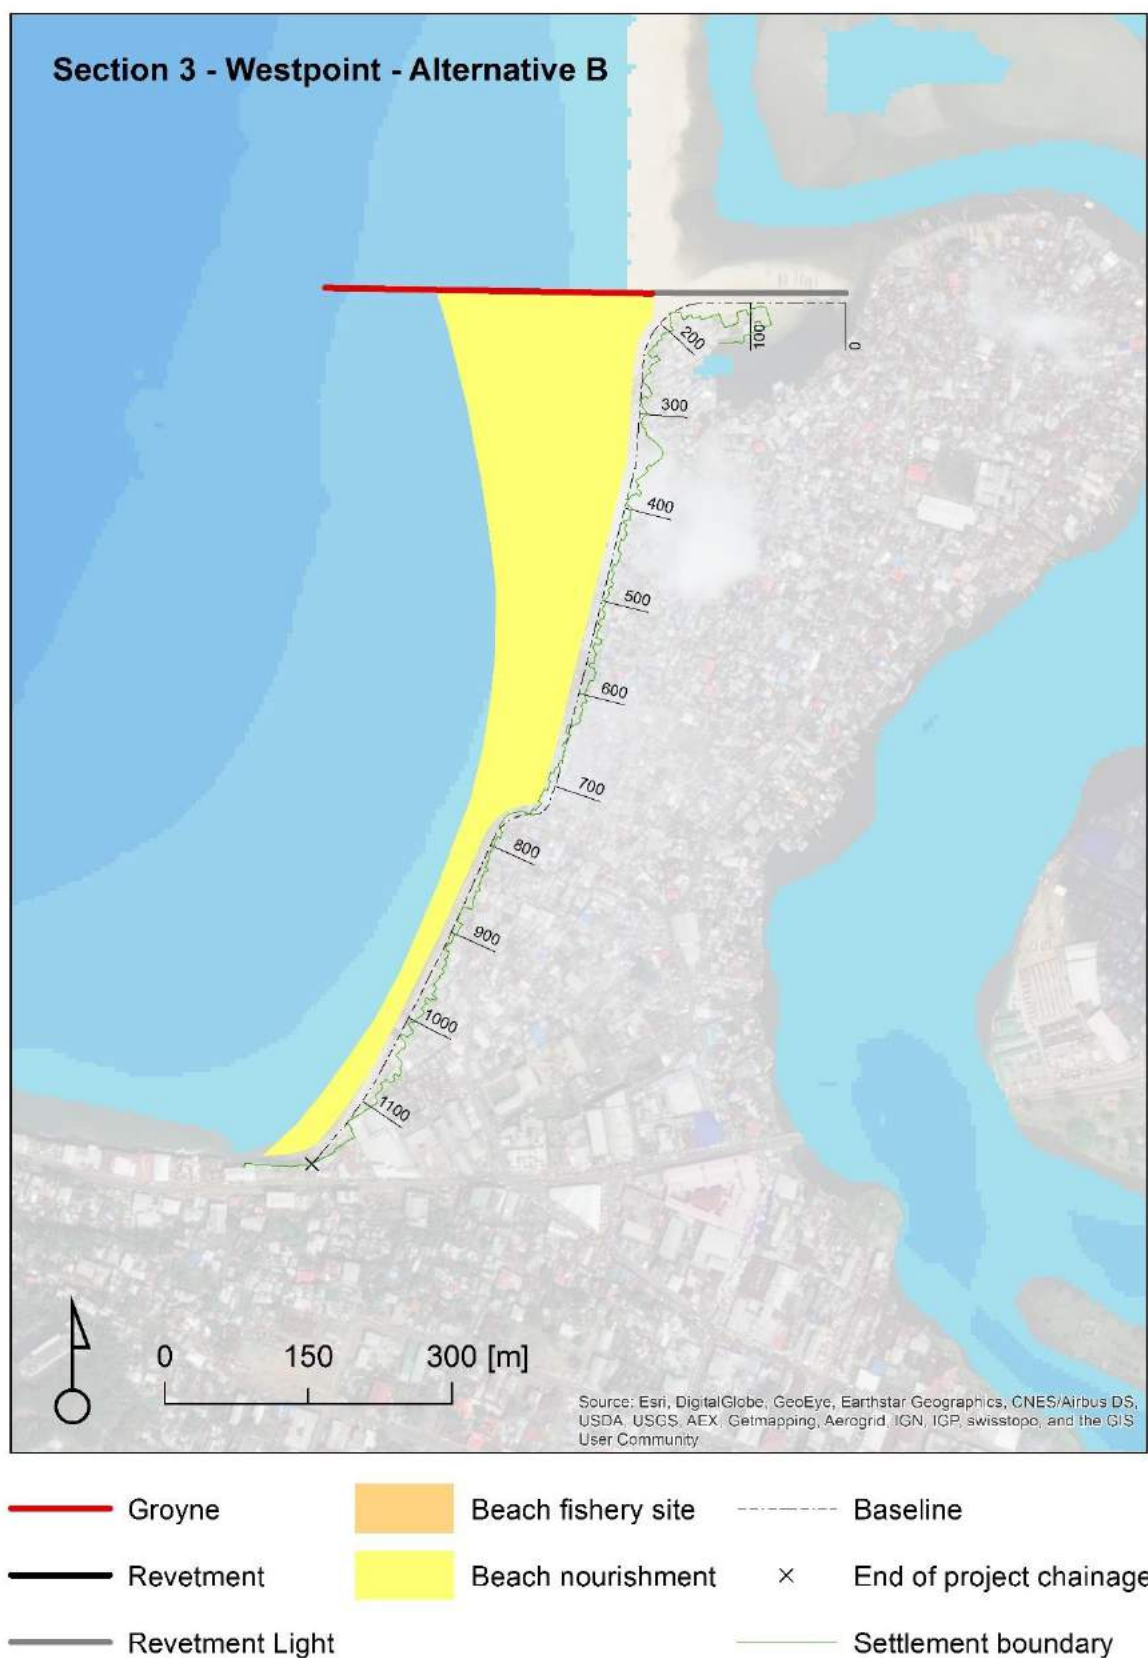 Section 3 - Westpoint - Alternative B
0
100
200
300
400
500
600
700
800
900
1000
1100
0 150 300 [m]
Source: Esri, DigitalGlobe, GeoEye, Earthstar Geographics, CNES/Airbus DS,
USDA, USGS, AEX, Getmapping, Aerogrid, IGN, IGP, swisstopo, and the GIS
User Community
Groyne Beach fishery site Baseline
Revetment Beach nourishment End of project chainage
Revetment Light Settlement boundary